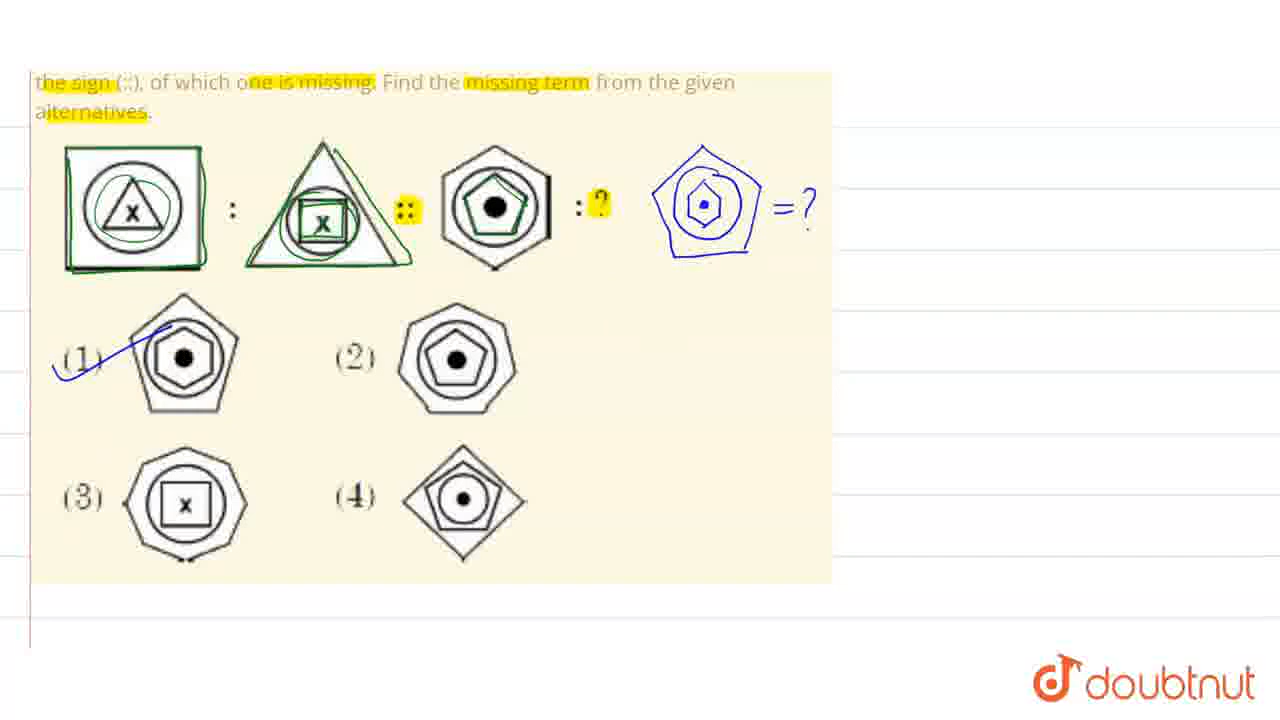 the sign (::), of which one is missing. Find the missing term from the given
alternatives.
x : x :: : ? = ?
(1) (2)
(3) x (4)
doubtnut